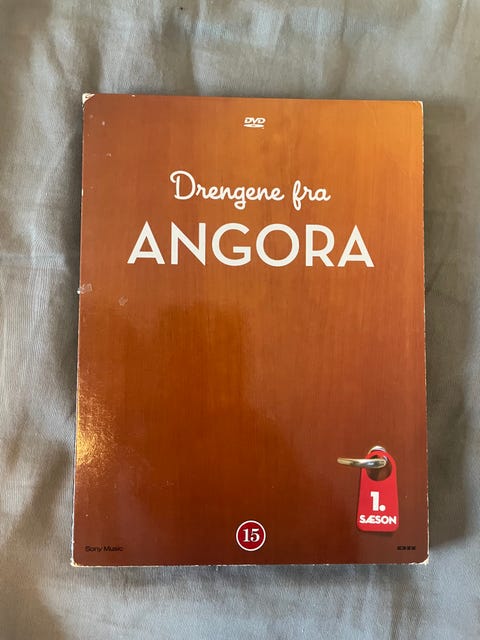 DVD
Drengene fra
ANGORA
1.
SÆSON
15
Sony Music